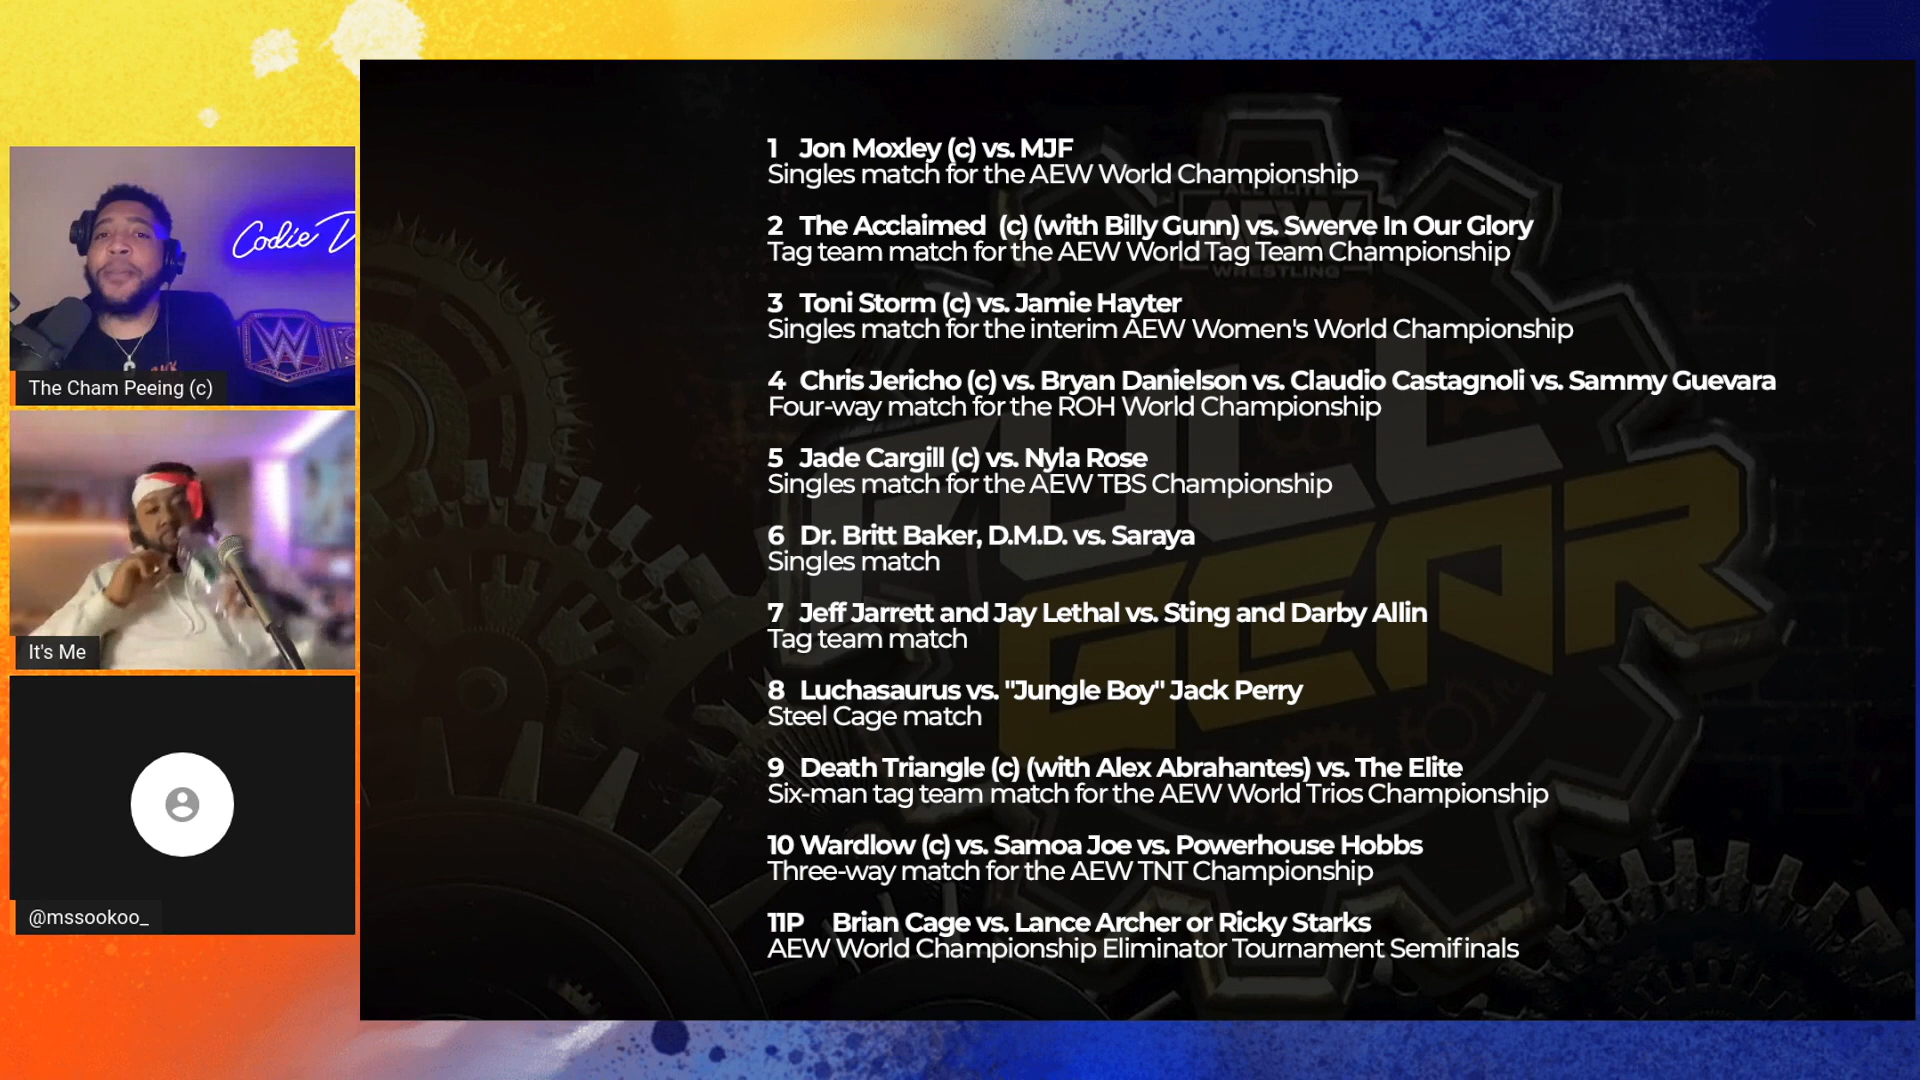 Codie D
W
The Cham Peeing (c)
It's Me
@mssookoo_
1 Jon Moxley (c) vs. MJF
Singles match for the AEW World Championship
2 The Acclaimed (c) (with Billy Gunn) vs. Swerve In Our Glory
Tag team match for the AEW World Tag Team Championship
3 Toni Storm (c) vs. Jamie Hayter
Singles match for the interim AEW Women's World Championship
4 Chris Jericho (c) vs. Bryan Danielson vs. Claudio Castagnoli vs. Sammy Guevara
Four-way match for the ROH World Championship
5 Jade Cargill (c) vs. Nyla Rose
Singles match for the AEW TBS Championship
6 Dr. Britt Baker, D.M.D. vs. Saraya
Singles match
7 Jeff Jarrett and Jay Lethal vs. Sting and Darby Allin
Tag team match
8 Luchasaurus vs. "Jungle Boy" Jack Perry
Steel Cage match
9 Death Triangle (c) (with Alex Abrahantes) vs. The Elite
Six-man tag team match for the AEW World Trios Championship
10 Wardlow (c) vs. Samoa Joe vs. Powerhouse Hobbs
Three-way match for the AEW TNT Championship
11P Brian Cage vs. Lance Archer or Ricky Starks
AEW World Championship Eliminator Tournament Semifinals
ALL ELITE
AEW
WRESTLING
FULL
GEAR